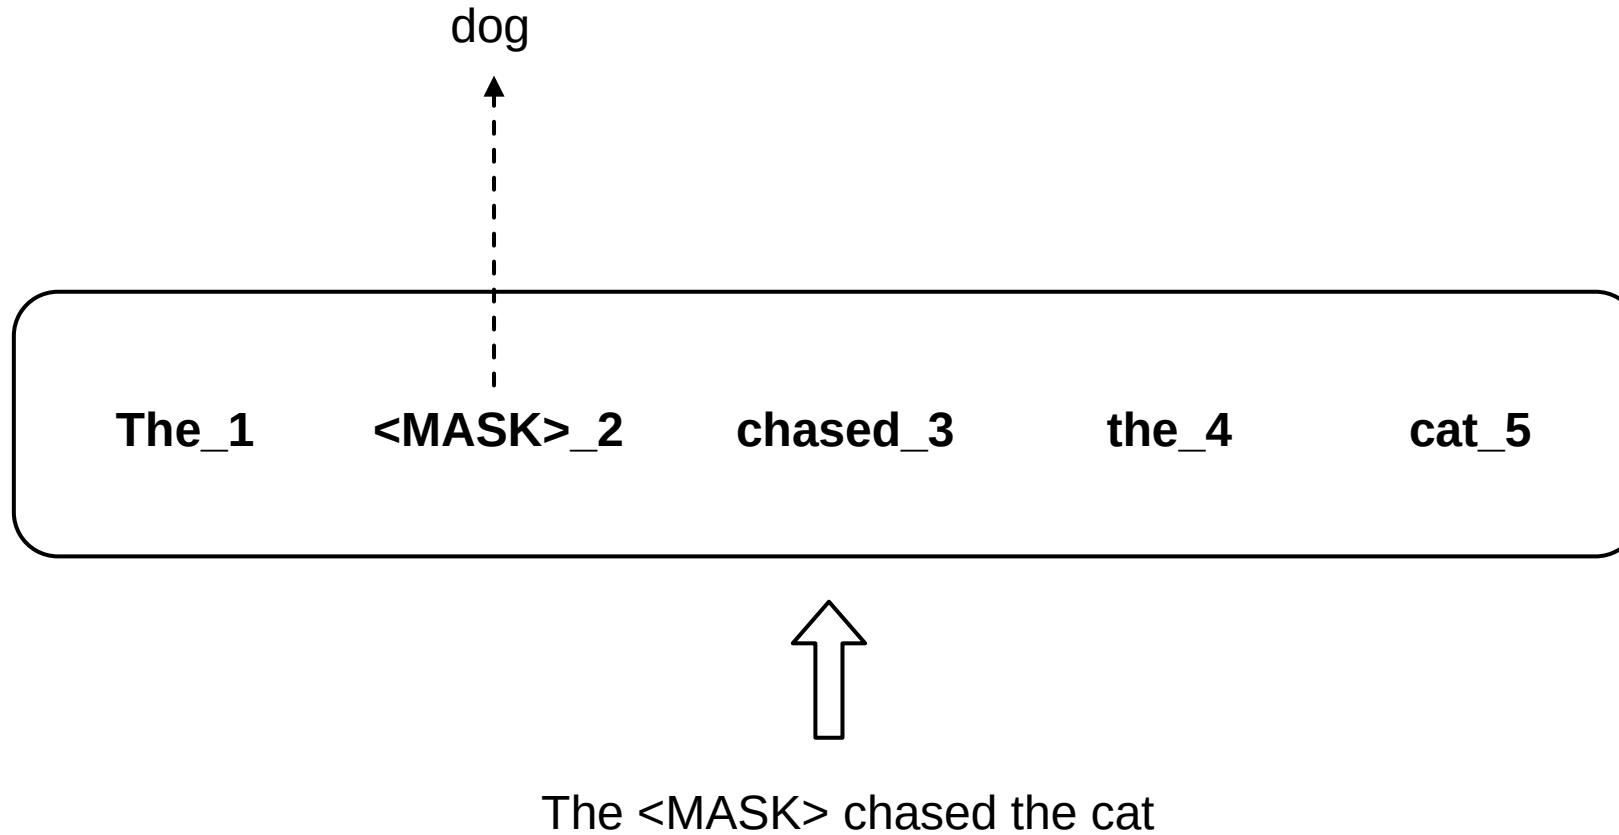 dog
The_1 <MASK>_2 chased_3 the_4 cat_5
The <MASK> chased the cat